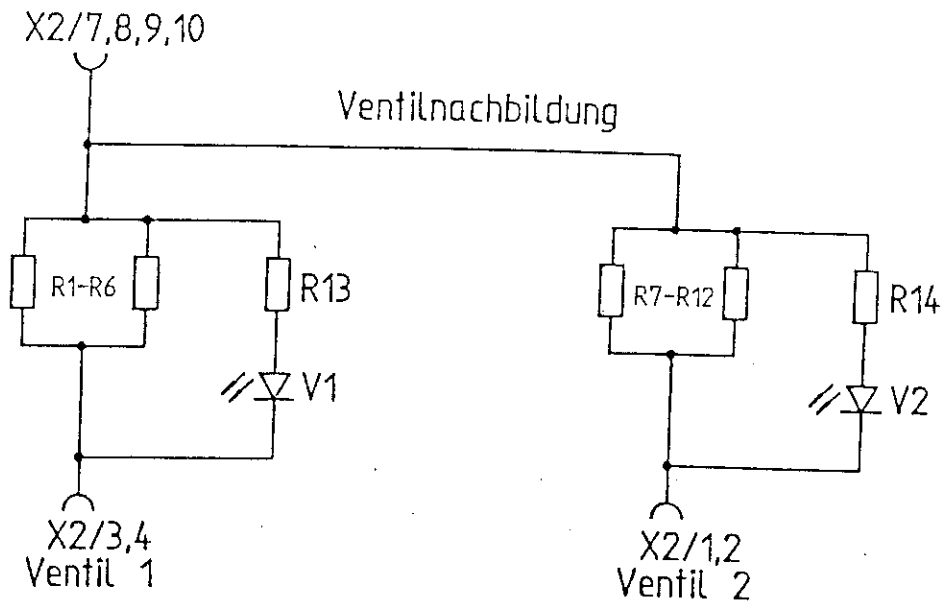 X2/7,8,9,10
Ventilnachbildung
R1-R6
R13
R7-R12
R14
V1
V2
X2/3,4
Ventil 1
X2/1,2
Ventil 2